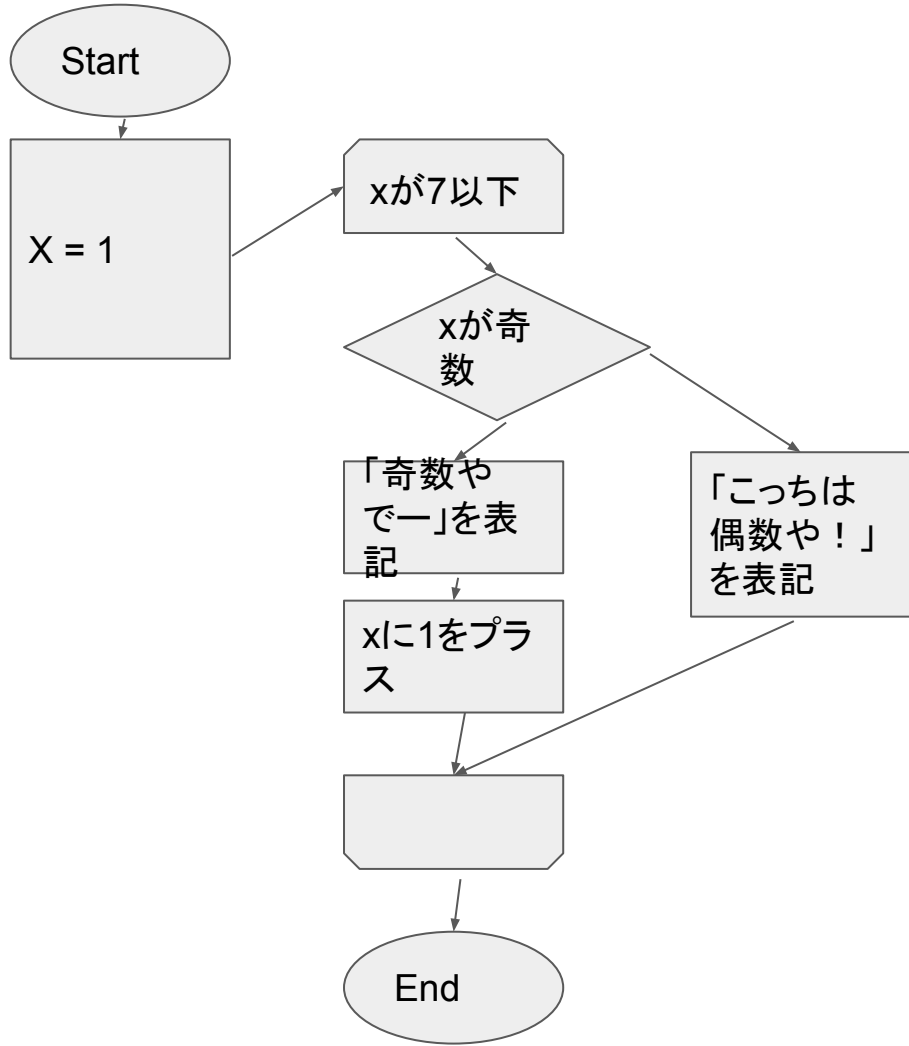 Start
X = 1
xが7以下
xが奇
数
「奇数や
でー」を表
記
xに1をプラ
ス
「こっちは
偶数や！」
を表記
End